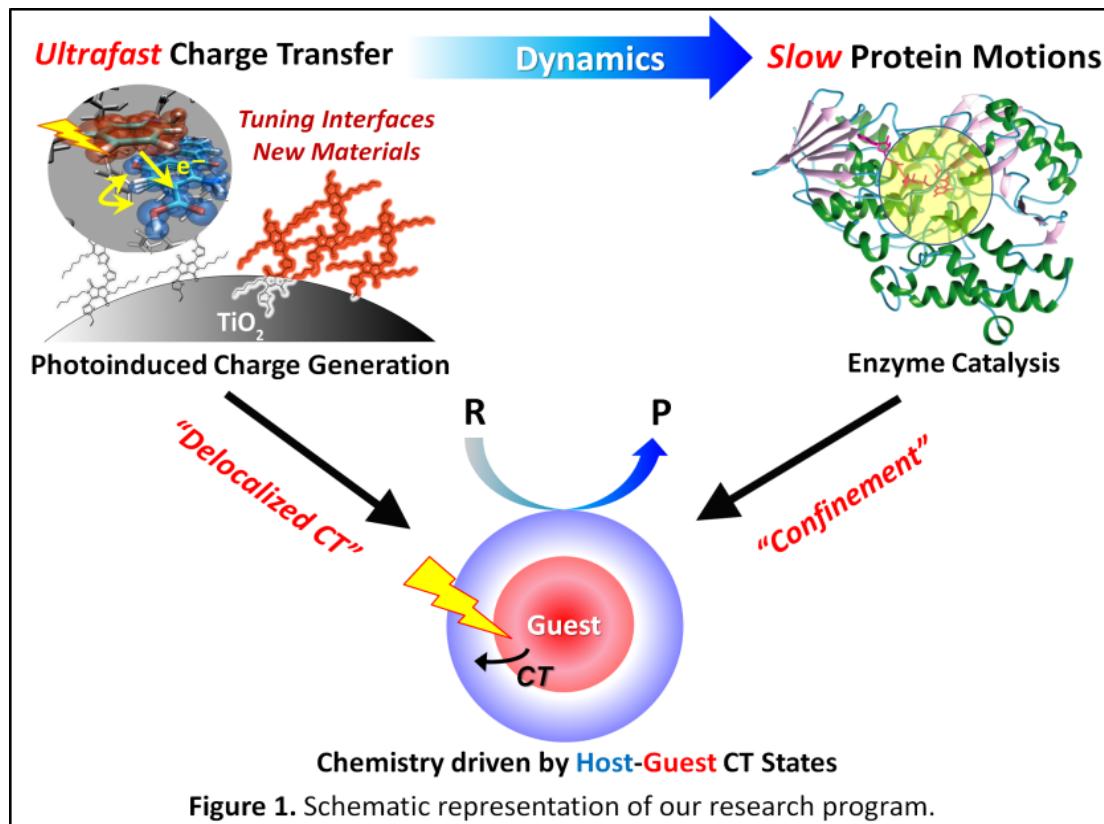 Ultrafast Charge Transfer
Dynamics
Slow Protein Motions
Tuning Interfaces
New Materials
e⁻
TiO₂
Photoinduced Charge Generation
Enzyme Catalysis
R
P
“Delocalized CT”
“Confinement”
Guest
CT
Chemistry driven by Host-Guest CT States
Figure 1. Schematic representation of our research program.